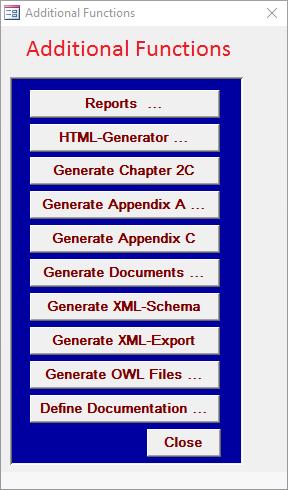 Additional Functions
Additional Functions
Reports ...
HTML-Generator ...
Generate Chapter 2C
Generate Appendix A ...
Generate Appendix C
Generate Documents ...
Generate XML-Schema
Generate XML-Export
Generate OWL Files ...
Define Documentation ...
Close